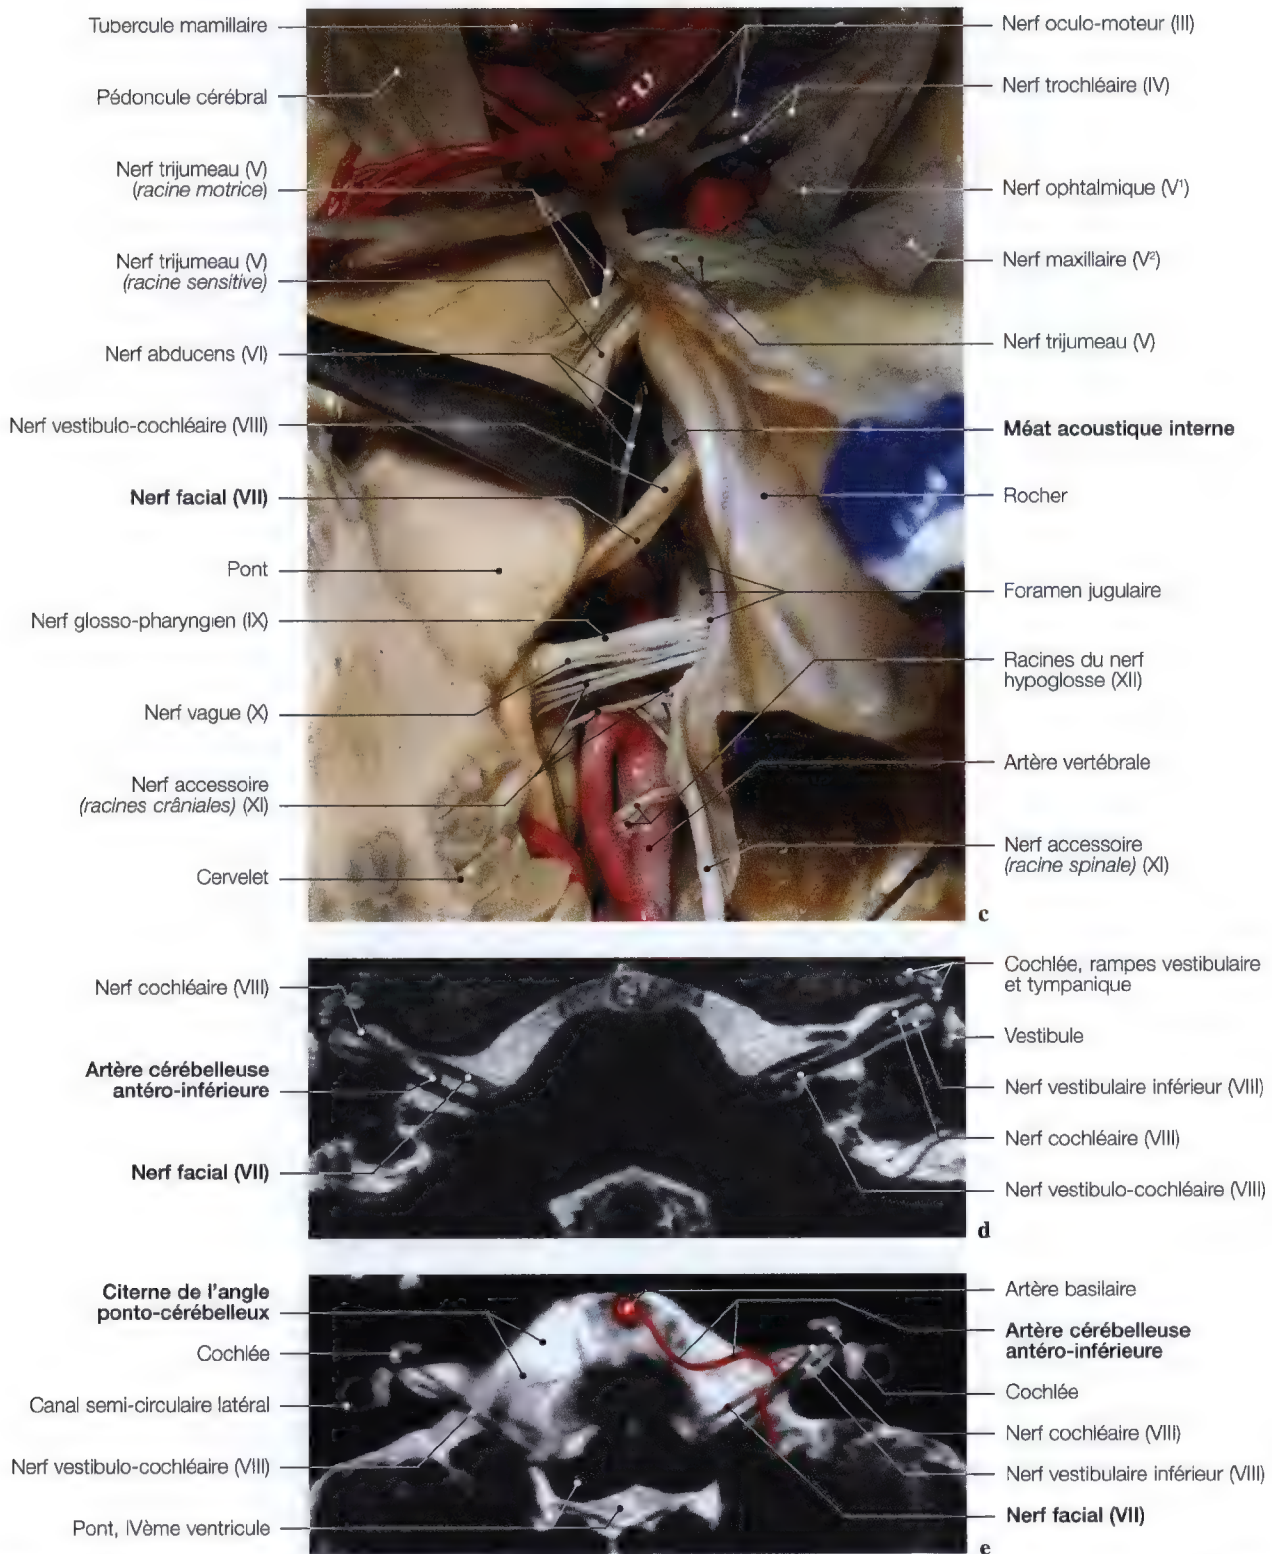 Tubercule mamillaire
Pédoncule cérébral
Nerf trijumeau (V)
(racine motrice)
Nerf trijumeau (V)
(racine sensitive)
Nerf abducens (VI)
Nerf vestibulo-cochléaire (VIII)
Nerf facial (VII)
Pont
Nerf glosso-pharyngien (IX)
Nerf vague (X)
Nerf accessoire
(racines crâniales) (XI)
Cervelet
Nerf oculo-moteur (III)
Nerf trochléaire (IV)
Nerf ophtalmique (V¹)
Nerf maxillaire (V²)
Nerf trijumeau (V)
Méat acoustique interne
Rocher
Foramen jugulaire
Racines du nerf
hypoglosse (XII)
Artère vertébrale
Nerf accessoire
(racine spinale) (XI)
c
Nerf cochléaire (VIII)
Artère cérébelleuse
antéro-inférieure
Nerf facial (VII)
Cochlée, rampes vestibulaire
et tympanique
Vestibule
Nerf vestibulaire inférieur (VIII)
Nerf cochléaire (VIII)
Nerf vestibulo-cochléaire (VIII)
d
Citerne de l'angle
ponto-cérébelleux
Cochlée
Canal semi-circulaire latéral
Nerf vestibulo-cochléaire (VIII)
Pont, IVème ventricule
Artère basilaire
Artère cérébelleuse
antéro-inférieure
Cochlée
Nerf cochléaire (VIII)
Nerf vestibulaire inférieur (VIII)
Nerf facial (VII)
e